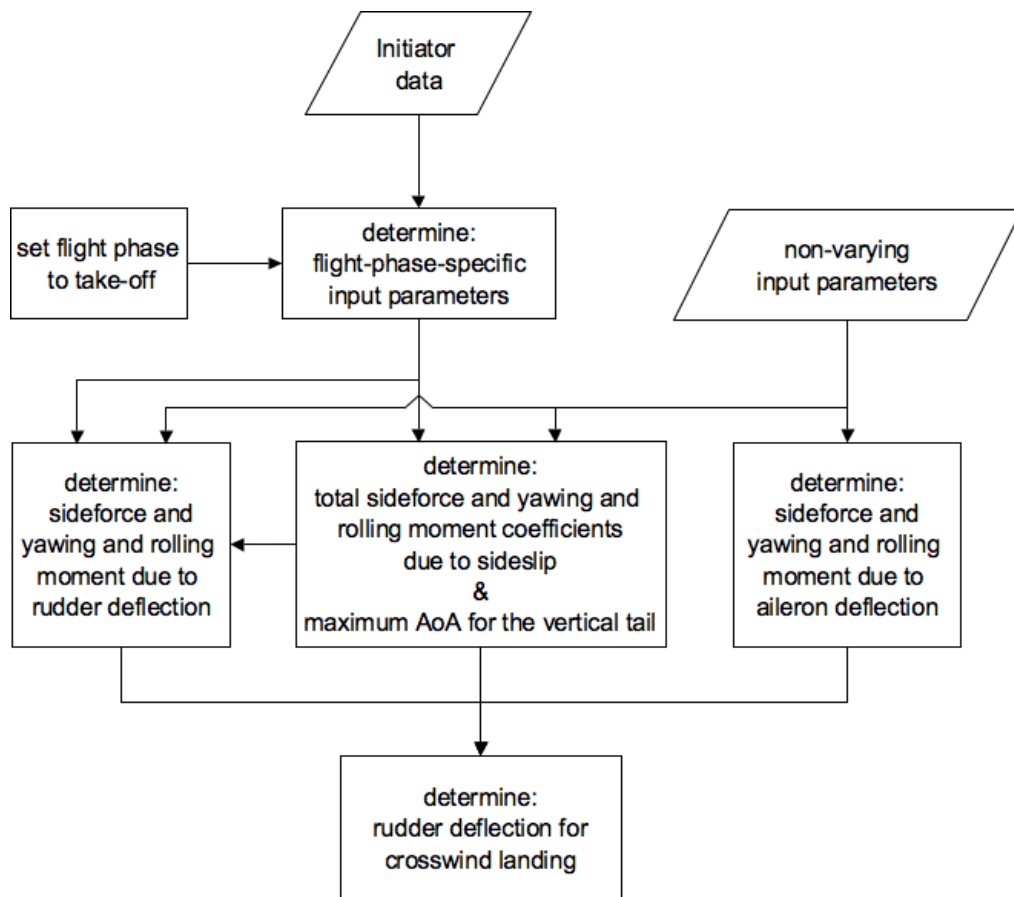 Initiator
data
set flight phase
to take-off
determine:
flight-phase-specific
input parameters
non-varying
input parameters
determine:
sideforce and
yawing and rolling
moment due to
rudder deflection
determine:
total sideforce and yawing and
rolling moment coefficients
due to sideslip
&
maximum AoA for the vertical tail
determine:
sideforce and
yawing and rolling
moment due to
aileron deflection
determine:
rudder deflection for
crosswind landing